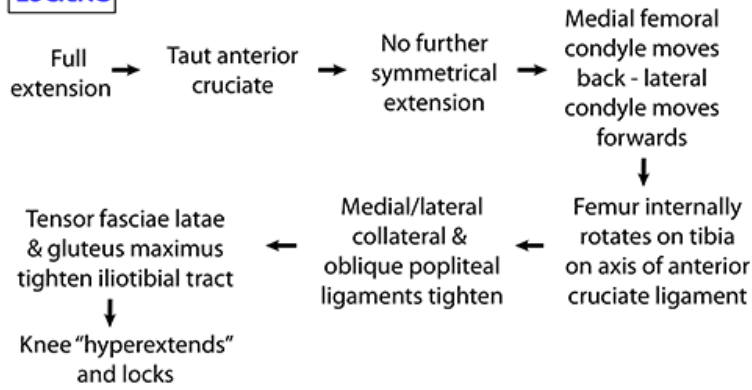 Full
extension
Taut anterior
cruciate
No further
symmetrical
extension
Medial femoral
condyle moves
back - lateral
condyle moves
forwards
Femur internally
rotates on tibia
on axis of anterior
cruciate ligament
Medial/lateral
collateral &
oblique popliteal
ligaments tighten
Tensor fasciae latae
& gluteus maximus
tighten iliotibial tract
Knee “hyperextends”
and locks